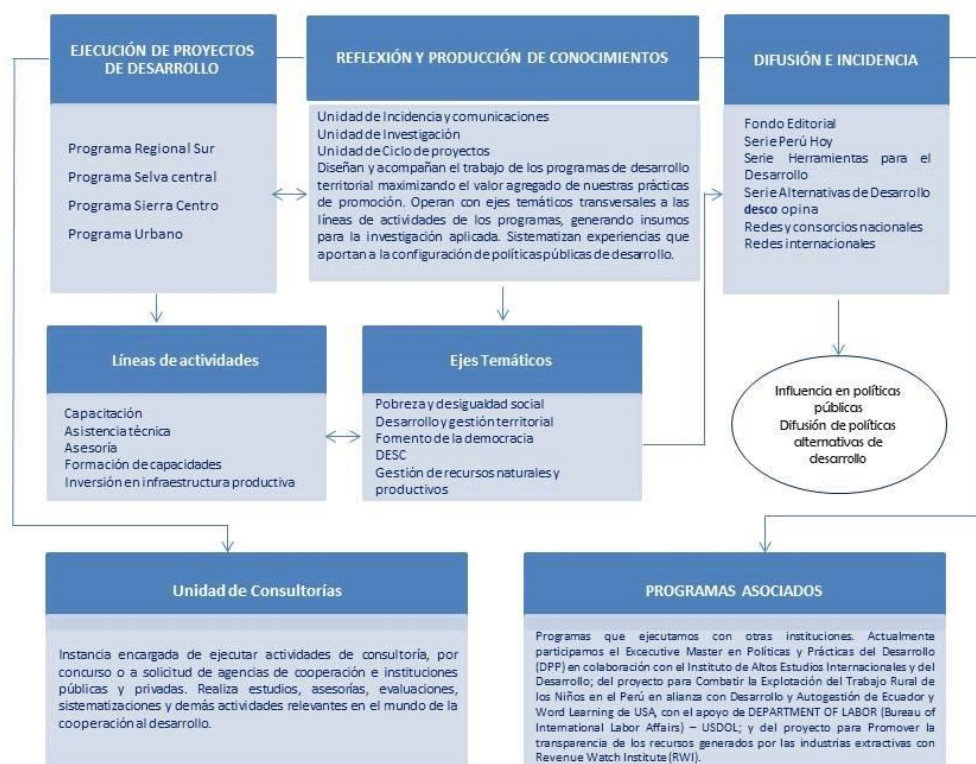 EJECUCIÓN DE PROYECTOS
DE DESARROLLO
Programa Regional Sur
Programa Selva central
Programa Sierra Centro
Programa Urbano
REFLEXIÓN Y PRODUCCIÓN DE CONOCIMIENTOS
Unidad de Incidencia y comunicaciones
Unidad de Investigación
Unidad de Ciclo de proyectos
Diseñan y acompañan el trabajo de los programas de desarrollo
territorial maximizando el valor agregado de nuestras prácticas
de promoción. Operan con ejes temáticos transversales a las
líneas de actividades de los programas, generando insumos
para la investigación aplicada. Sistematizan experiencias que
aportan a la configuración de políticas públicas de desarrollo.
DIFUSIÓN E INCIDENCIA
Fondo Editorial
Serie Perú Hoy
Serie Herramientas para el
Desarrollo
Serie Alternativas de Desarrollo
desco opina
Redes y consorcios nacionales
Redes internacionales
Líneas de actividades
Capacitación
Asistencia técnica
Asesoría
Formación de capacidades
Inversión en infraestructura productiva
Ejes Temáticos
Pobreza y desigualdad social
Desarrollo y gestión territorial
Fomento de la democracia
DESC
Gestión de recursos naturales y
productivos
Influencia en políticas
públicas
Difusión de políticas
alternativas de
desarrollo
Unidad de Consultorías
Instancia encargada de ejecutar actividades de consultoría, por
concurso o a solicitud de agencias de cooperación e instituciones
públicas y privadas. Realiza estudios, asesorías, evaluaciones,
sistematizaciones y demás actividades relevantes en el mundo de la
cooperación al desarrollo.
PROGRAMAS ASOCIADOS
Programas que ejecutamos con otras instituciones. Actualmente
participamos el Excecutive Master en Políticas y Prácticas del Desarrollo
(DPP) en colaboración con el Instituto de Altos Estudios Internacionales y del
Desarrollo; del proyecto para Combatir la Explotación del Trabajo Rural de
los Niños en el Perú en alianza con Desarrollo y Autogestión de Ecuador y
Word Learning de USA, con el apoyo de DEPARTMENT OF LABOR (Bureau of
International Labor Affairs) – USDOL; y del proyecto para Promover la
transparencia de los recursos generados por las industrias extractivas con
Revenue Watch Institute (RWI).